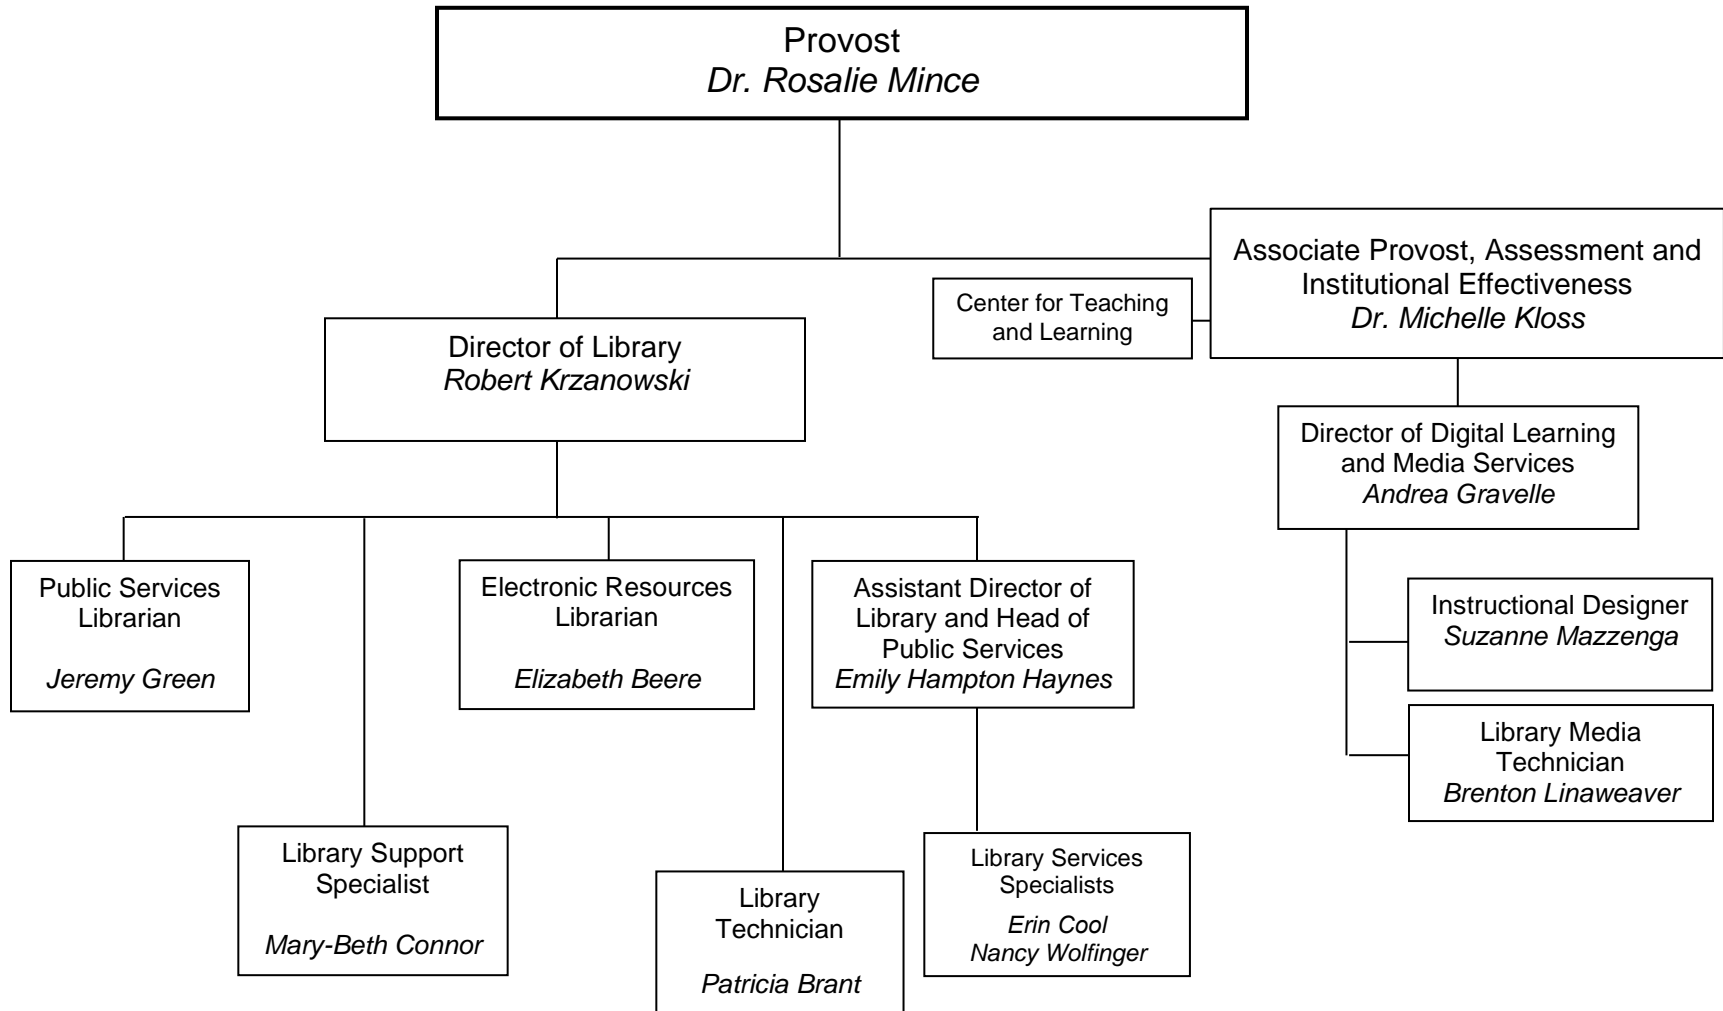 Provost
Dr. Rosalie Mince
Associate Provost, Assessment and
Institutional Effectiveness
Dr. Michelle Kloss
Center for Teaching
and Learning
Director of Library
Robert Krzanowski
Director of Digital Learning
and Media Services
Andrea Gravelle
Public Services
Librarian
Jeremy Green
Electronic Resources
Librarian
Elizabeth Beere
Assistant Director of
Library and Head of
Public Services
Emily Hampton Haynes
Instructional Designer
Suzanne Mazzenga
Library Media
Technician
Brenton Linaweaver
Library Support
Specialist
Mary-Beth Connor
Library
Technician
Patricia Brant
Library Services
Specialists
Erin Cool
Nancy Wolfinger